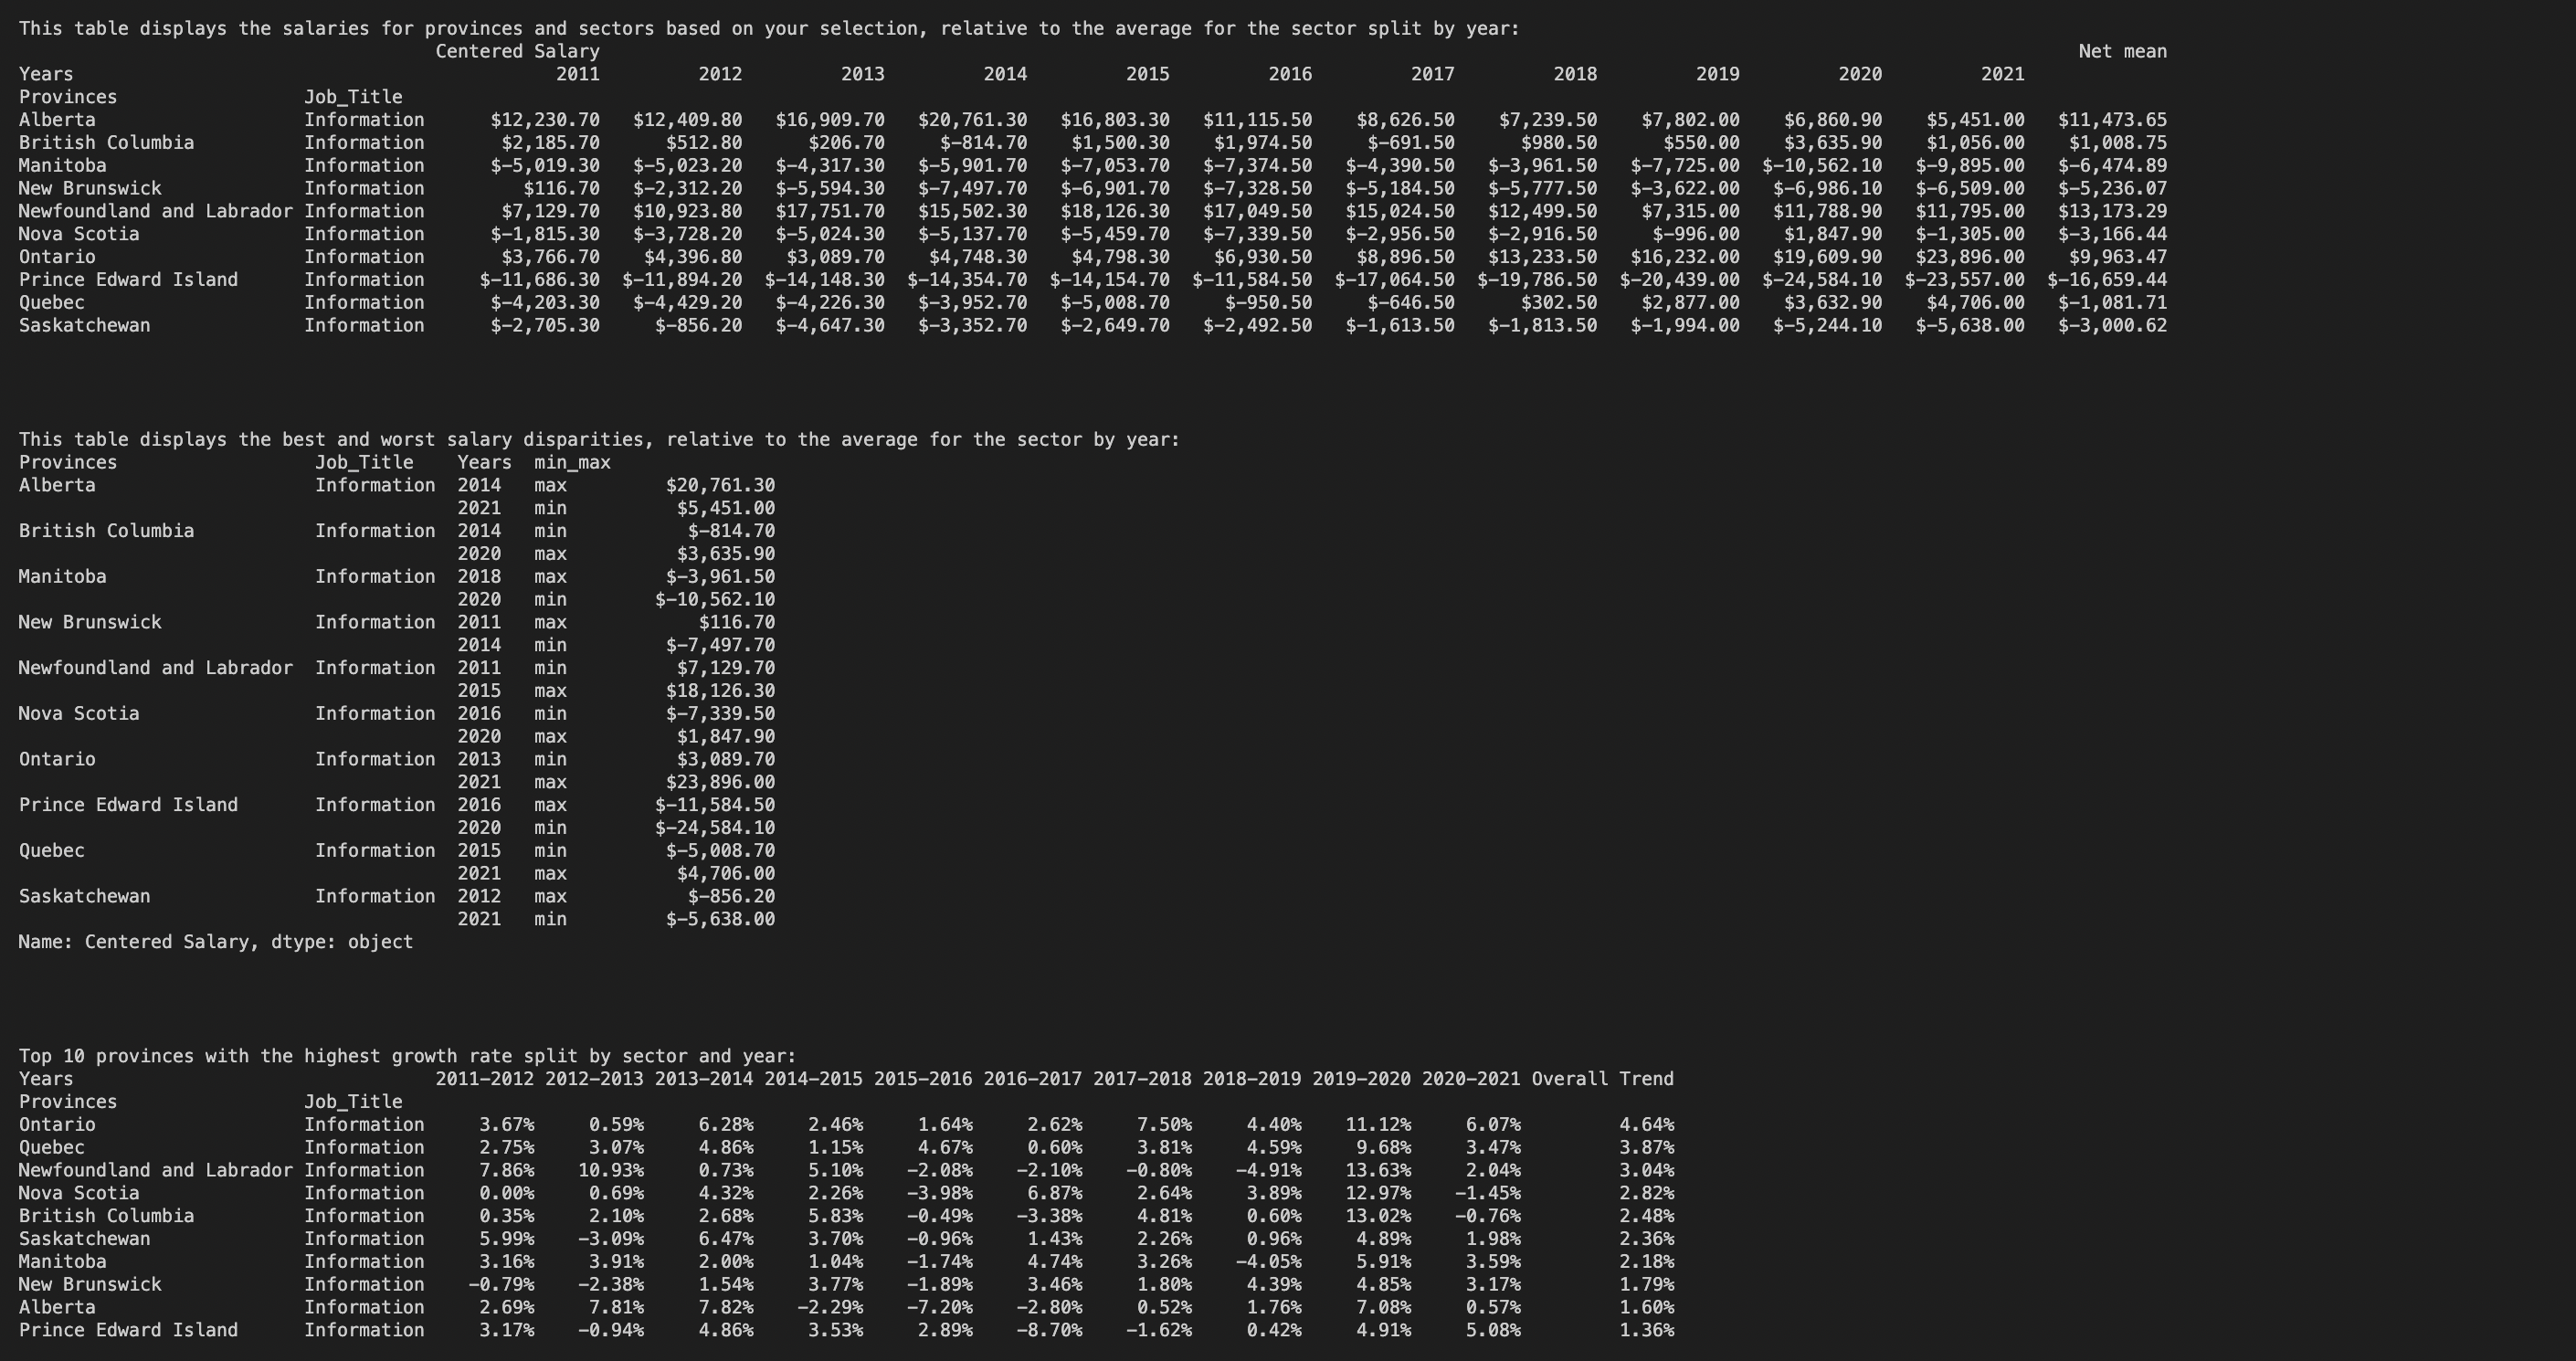 This table displays the salaries for provinces and sectors based on your selection, relative to the average for the sector split by year:
Centered Salary Net mean
Years 2011 2012 2013 2014 2015 2016 2017 2018 2019 2020 2021
Provinces Job_Title
Alberta Information $12,230.70 $12,409.80 $16,909.70 $20,761.30 $16,803.30 $11,115.50 $8,626.50 $7,239.50 $7,802.00 $6,860.90 $5,451.00 $11,473.65
British Columbia Information $2,185.70 $512.80 $206.70 $-814.70 $1,500.30 $1,974.50 $-691.50 $980.50 $550.00 $3,635.90 $1,056.00 $1,008.75
Manitoba Information $-5,019.30 $-5,023.20 $-4,317.30 $-5,901.70 $-7,053.70 $-7,374.50 $-4,390.50 $-3,961.50 $-7,725.00 $-10,562.10 $-9,895.00 $-6,474.89
New Brunswick Information $116.70 $-2,312.20 $-5,594.30 $-7,497.70 $-6,901.70 $-7,328.50 $-5,184.50 $-5,777.50 $-3,622.00 $-6,986.10 $-6,509.00 $-5,236.07
Newfoundland and Labrador Information $7,129.70 $10,923.80 $17,751.70 $15,502.30 $18,126.30 $17,049.50 $15,024.50 $12,499.50 $7,315.00 $11,788.90 $11,795.00 $13,173.29
Nova Scotia Information $-1,815.30 $-3,728.20 $-5,024.30 $-5,137.70 $-5,459.70 $-7,339.50 $-2,956.50 $-2,916.50 $-996.00 $1,847.90 $-1,305.00 $-3,166.44
Ontario Information $3,766.70 $4,396.80 $3,089.70 $4,748.30 $4,798.30 $6,930.50 $8,896.50 $13,233.50 $16,232.00 $19,609.90 $23,896.00 $9,963.47
Prince Edward Island Information $-11,686.30 $-11,894.20 $-14,148.30 $-14,354.70 $-14,154.70 $-11,584.50 $-17,064.50 $-19,786.50 $-20,439.00 $-24,584.10 $-23,557.00 $-16,659.44
Quebec Information $-4,203.30 $-4,429.20 $-4,226.30 $-3,952.70 $-5,008.70 $-950.50 $-646.50 $302.50 $2,877.00 $3,632.90 $4,706.00 $-1,081.71
Saskatchewan Information $-2,705.30 $-856.20 $-4,647.30 $-3,352.70 $-2,649.70 $-2,492.50 $-1,613.50 $-1,813.50 $-1,994.00 $-5,244.10 $-5,638.00 $-3,000.62
This table displays the best and worst salary disparities, relative to the average for the sector by year:
Provinces Job_Title Years min_max
Alberta Information 2014 max $20,761.30
2021 min $5,451.00
British Columbia Information 2014 min $-814.70
2020 max $3,635.90
Manitoba Information 2018 max $-3,961.50
2020 min $-10,562.10
New Brunswick Information 2011 max $116.70
2014 min $-7,497.70
Newfoundland and Labrador Information 2011 min $7,129.70
2015 max $18,126.30
Nova Scotia Information 2016 min $-7,339.50
2020 max $1,847.90
Ontario Information 2013 min $3,089.70
2021 max $23,896.00
Prince Edward Island Information 2016 max $-11,584.50
2020 min $-24,584.10
Quebec Information 2015 min $-5,008.70
2021 max $4,706.00
Saskatchewan Information 2012 max $-856.20
2021 min $-5,638.00
Name: Centered Salary, dtype: object
Top 10 provinces with the highest growth rate split by sector and year:
Years 2011-2012 2012-2013 2013-2014 2014-2015 2015-2016 2016-2017 2017-2018 2018-2019 2019-2020 2020-2021 Overall Trend
Provinces Job_Title
Ontario Information 3.67% 0.59% 6.28% 2.46% 1.64% 2.62% 7.50% 4.40% 11.12% 6.07% 4.64%
Quebec Information 2.75% 3.07% 4.86% 1.15% 4.67% 0.60% 3.81% 4.59% 9.68% 3.47% 3.87%
Newfoundland and Labrador Information 7.86% 10.93% 0.73% 5.10% -2.08% -2.10% -0.80% -4.91% 13.63% 2.04% 3.04%
Nova Scotia Information 0.00% 0.69% 4.32% 2.26% -3.98% 6.87% 2.64% 3.89% 12.97% -1.45% 2.82%
British Columbia Information 0.35% 2.10% 2.68% 5.83% -0.49% -3.38% 4.81% 0.60% 13.02% -0.76% 2.48%
Saskatchewan Information 5.99% -3.09% 6.47% 3.70% -0.96% 1.43% 2.26% 0.96% 4.89% 1.98% 2.36%
Manitoba Information 3.16% 3.91% 2.00% 1.04% -1.74% 4.74% 3.26% -4.05% 5.91% 3.59% 2.18%
New Brunswick Information -0.79% -2.38% 1.54% 3.77% -1.89% 3.46% 1.80% 4.39% 4.85% 3.17% 1.79%
Alberta Information 2.69% 7.81% 7.82% -2.29% -7.20% -2.80% 0.52% 1.76% 7.08% 0.57% 1.60%
Prince Edward Island Information 3.17% -0.94% 4.86% 3.53% 2.89% -8.70% -1.62% 0.42% 4.91% 5.08% 1.36%